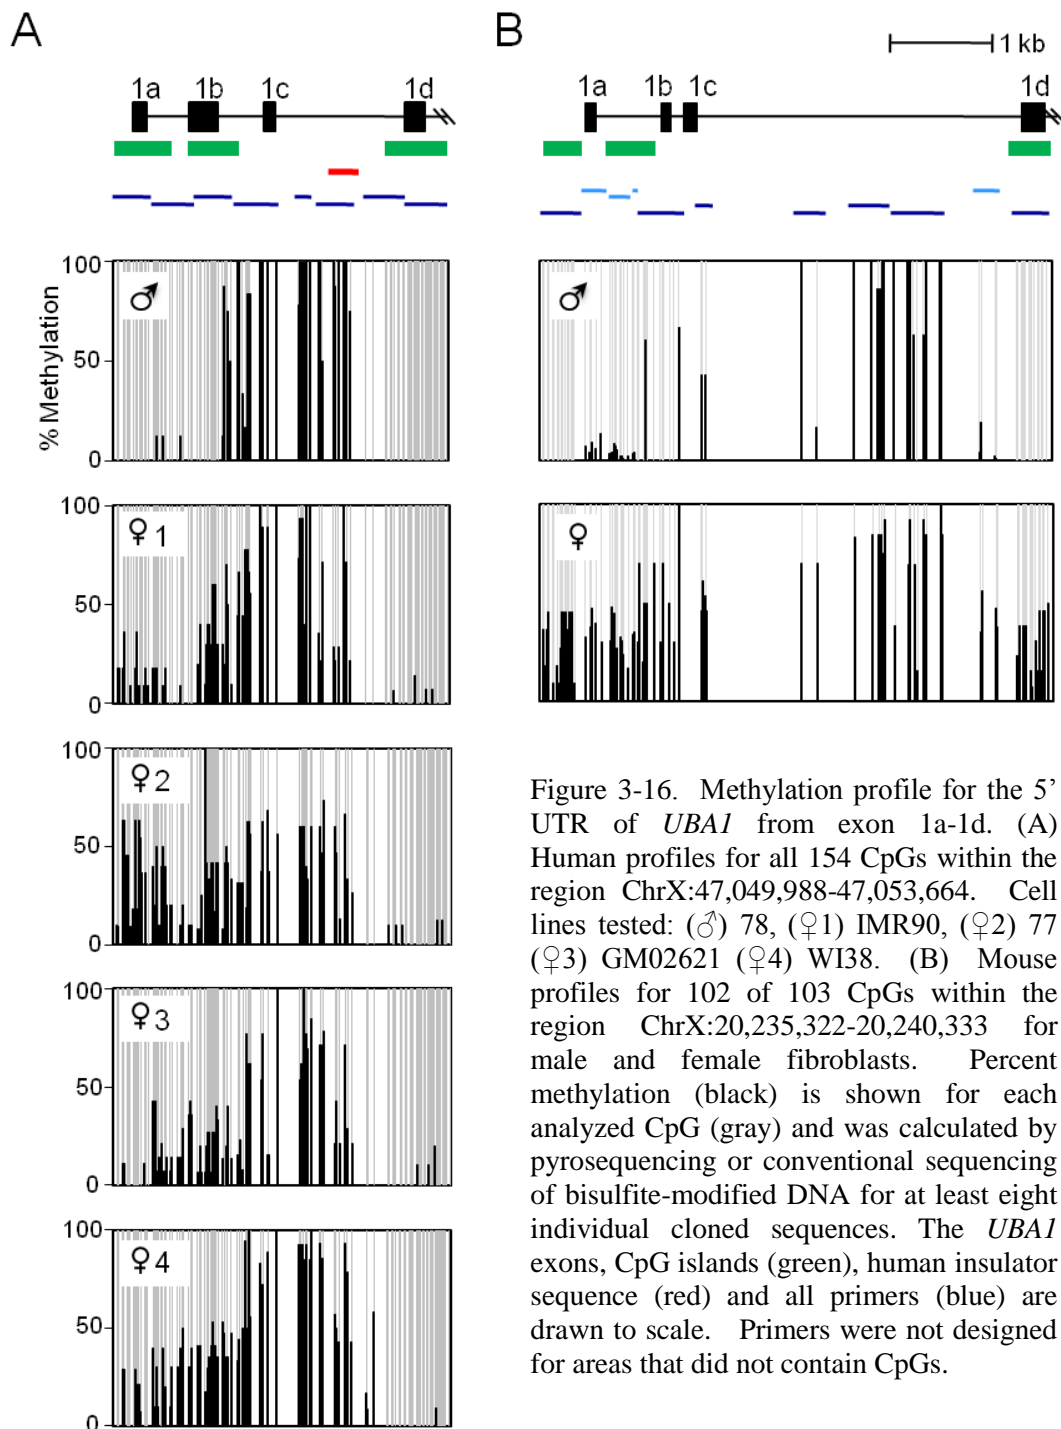 A
B
1 kb
1a 1b 1c 1d
1a 1b 1c 1d
% Methylation
100
50
0
♂
♂
100
50
0
♀1
♀
100
50
0
♀2
100
50
0
♀3
100
50
0
♀4
Figure 3-16. Methylation profile for the 5’
UTR of UBA1 from exon 1a-1d. (A)
Human profiles for all 154 CpGs within the
region ChrX:47,049,988-47,053,664. Cell
lines tested: (♂) 78, (♀1) IMR90, (♀2) 77
(♀3) GM02621 (♀4) WI38. (B) Mouse
profiles for 102 of 103 CpGs within the
region ChrX:20,235,322-20,240,333 for
male and female fibroblasts. Percent
methylation (black) is shown for each
analyzed CpG (gray) and was calculated by
pyrosequencing or conventional sequencing
of bisulfite-modified DNA for at least eight
individual cloned sequences. The UBA1
exons, CpG islands (green), human insulator
sequence (red) and all primers (blue) are
drawn to scale. Primers were not designed
for areas that did not contain CpGs.